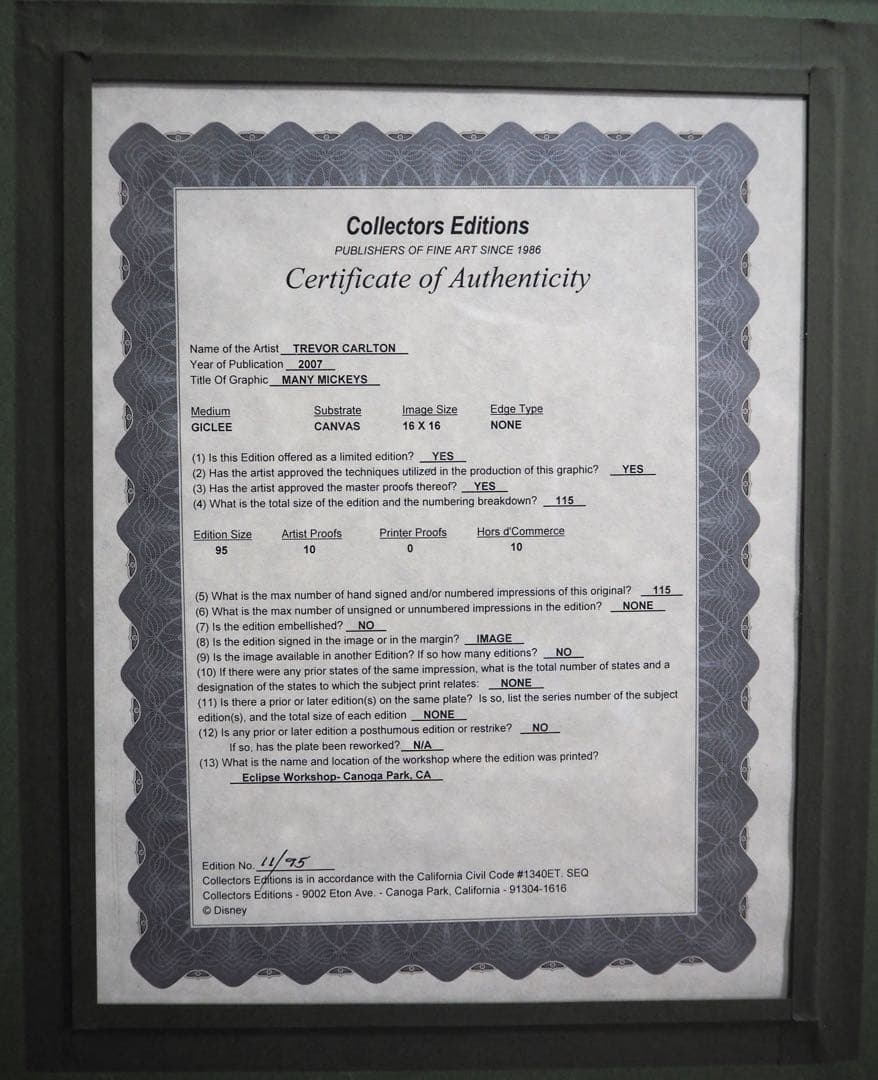 Collectors Editions
PUBLISHERS OF FINE ART SINCE 1986
Certificate of Authenticity
Name of the Artist TREVOR CARLTON
Year of Publication 2007
Title Of Graphic MANY MICKEYS
Medium Substrate Image Size Edge Type
GICLEE CANVAS 16 X 16 NONE
(1) Is this Edition offered as a limited edition? YES
(2) Has the artist approved the techniques utilized in the production of this graphic? YES
(3) Has the artist approved the master proofs thereof? YES
(4) What is the total size of the edition and the numbering breakdown? 115
Edition Size Artist Proofs Printer Proofs Hors d'Commerce
95 10 0 10
(5) What is the max number of hand signed and/or numbered impressions of this original? 115
(6) What is the max number of unsigned or unnumbered impressions in the edition? NONE
(7) Is the edition embellished? NO
(8) Is the edition signed in the image or in the margin? IMAGE
(9) Is the image available in another Edition? If so how many editions? NO
(10) If there were any prior states of the same impression, what is the total number of states and a
designation of the states to which the subject print relates: NONE
(11) Is there a prior or later edition(s) on the same plate? Is so, list the series number of the subject
edition(s), and the total size of each edition NONE
(12) Is any prior or later edition a posthumous edition or restrike? NO
If so, has the plate been reworked? N/A
(13) What is the name and location of the workshop where the edition was printed?
Eclipse Workshop- Canoga Park, CA
Edition No. 11/95
Collectors Editions is in accordance with the California Civil Code #1340ET. SEQ
Collectors Editions - 9002 Eton Ave. - Canoga Park, California - 91304-1616
© Disney